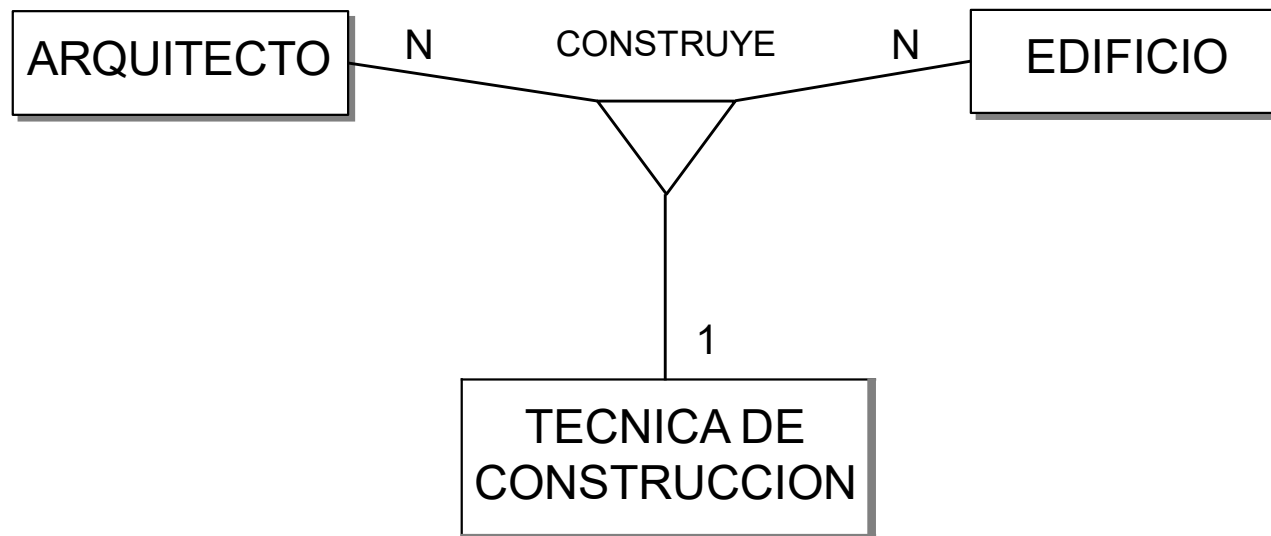 ARQUITECTO
N
CONSTRUYE
N
EDIFICIO
1
TECNICA DE
CONSTRUCCION